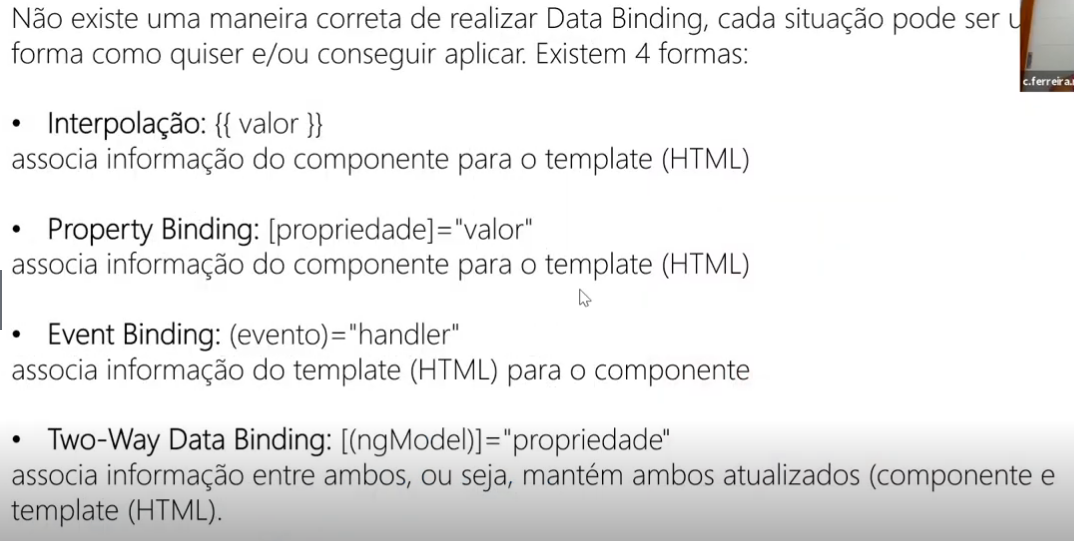 Não existe uma maneira correta de realizar Data Binding, cada situação pode ser
forma como quiser e/ou conseguir aplicar. Existem 4 formas:
• Interpolação: {{ valor }}
associa informação do componente para o template (HTML)
• Property Binding: [propriedade]="valor"
associa informação do componente para o template (HTML)
• Event Binding: (evento)="handler"
associa informação do template (HTML) para o componente
• Two-Way Data Binding: [(ngModel)]="propriedade"
associa informação entre ambos, ou seja, mantém ambos atualizados (componente e
template (HTML).
c.ferreira.